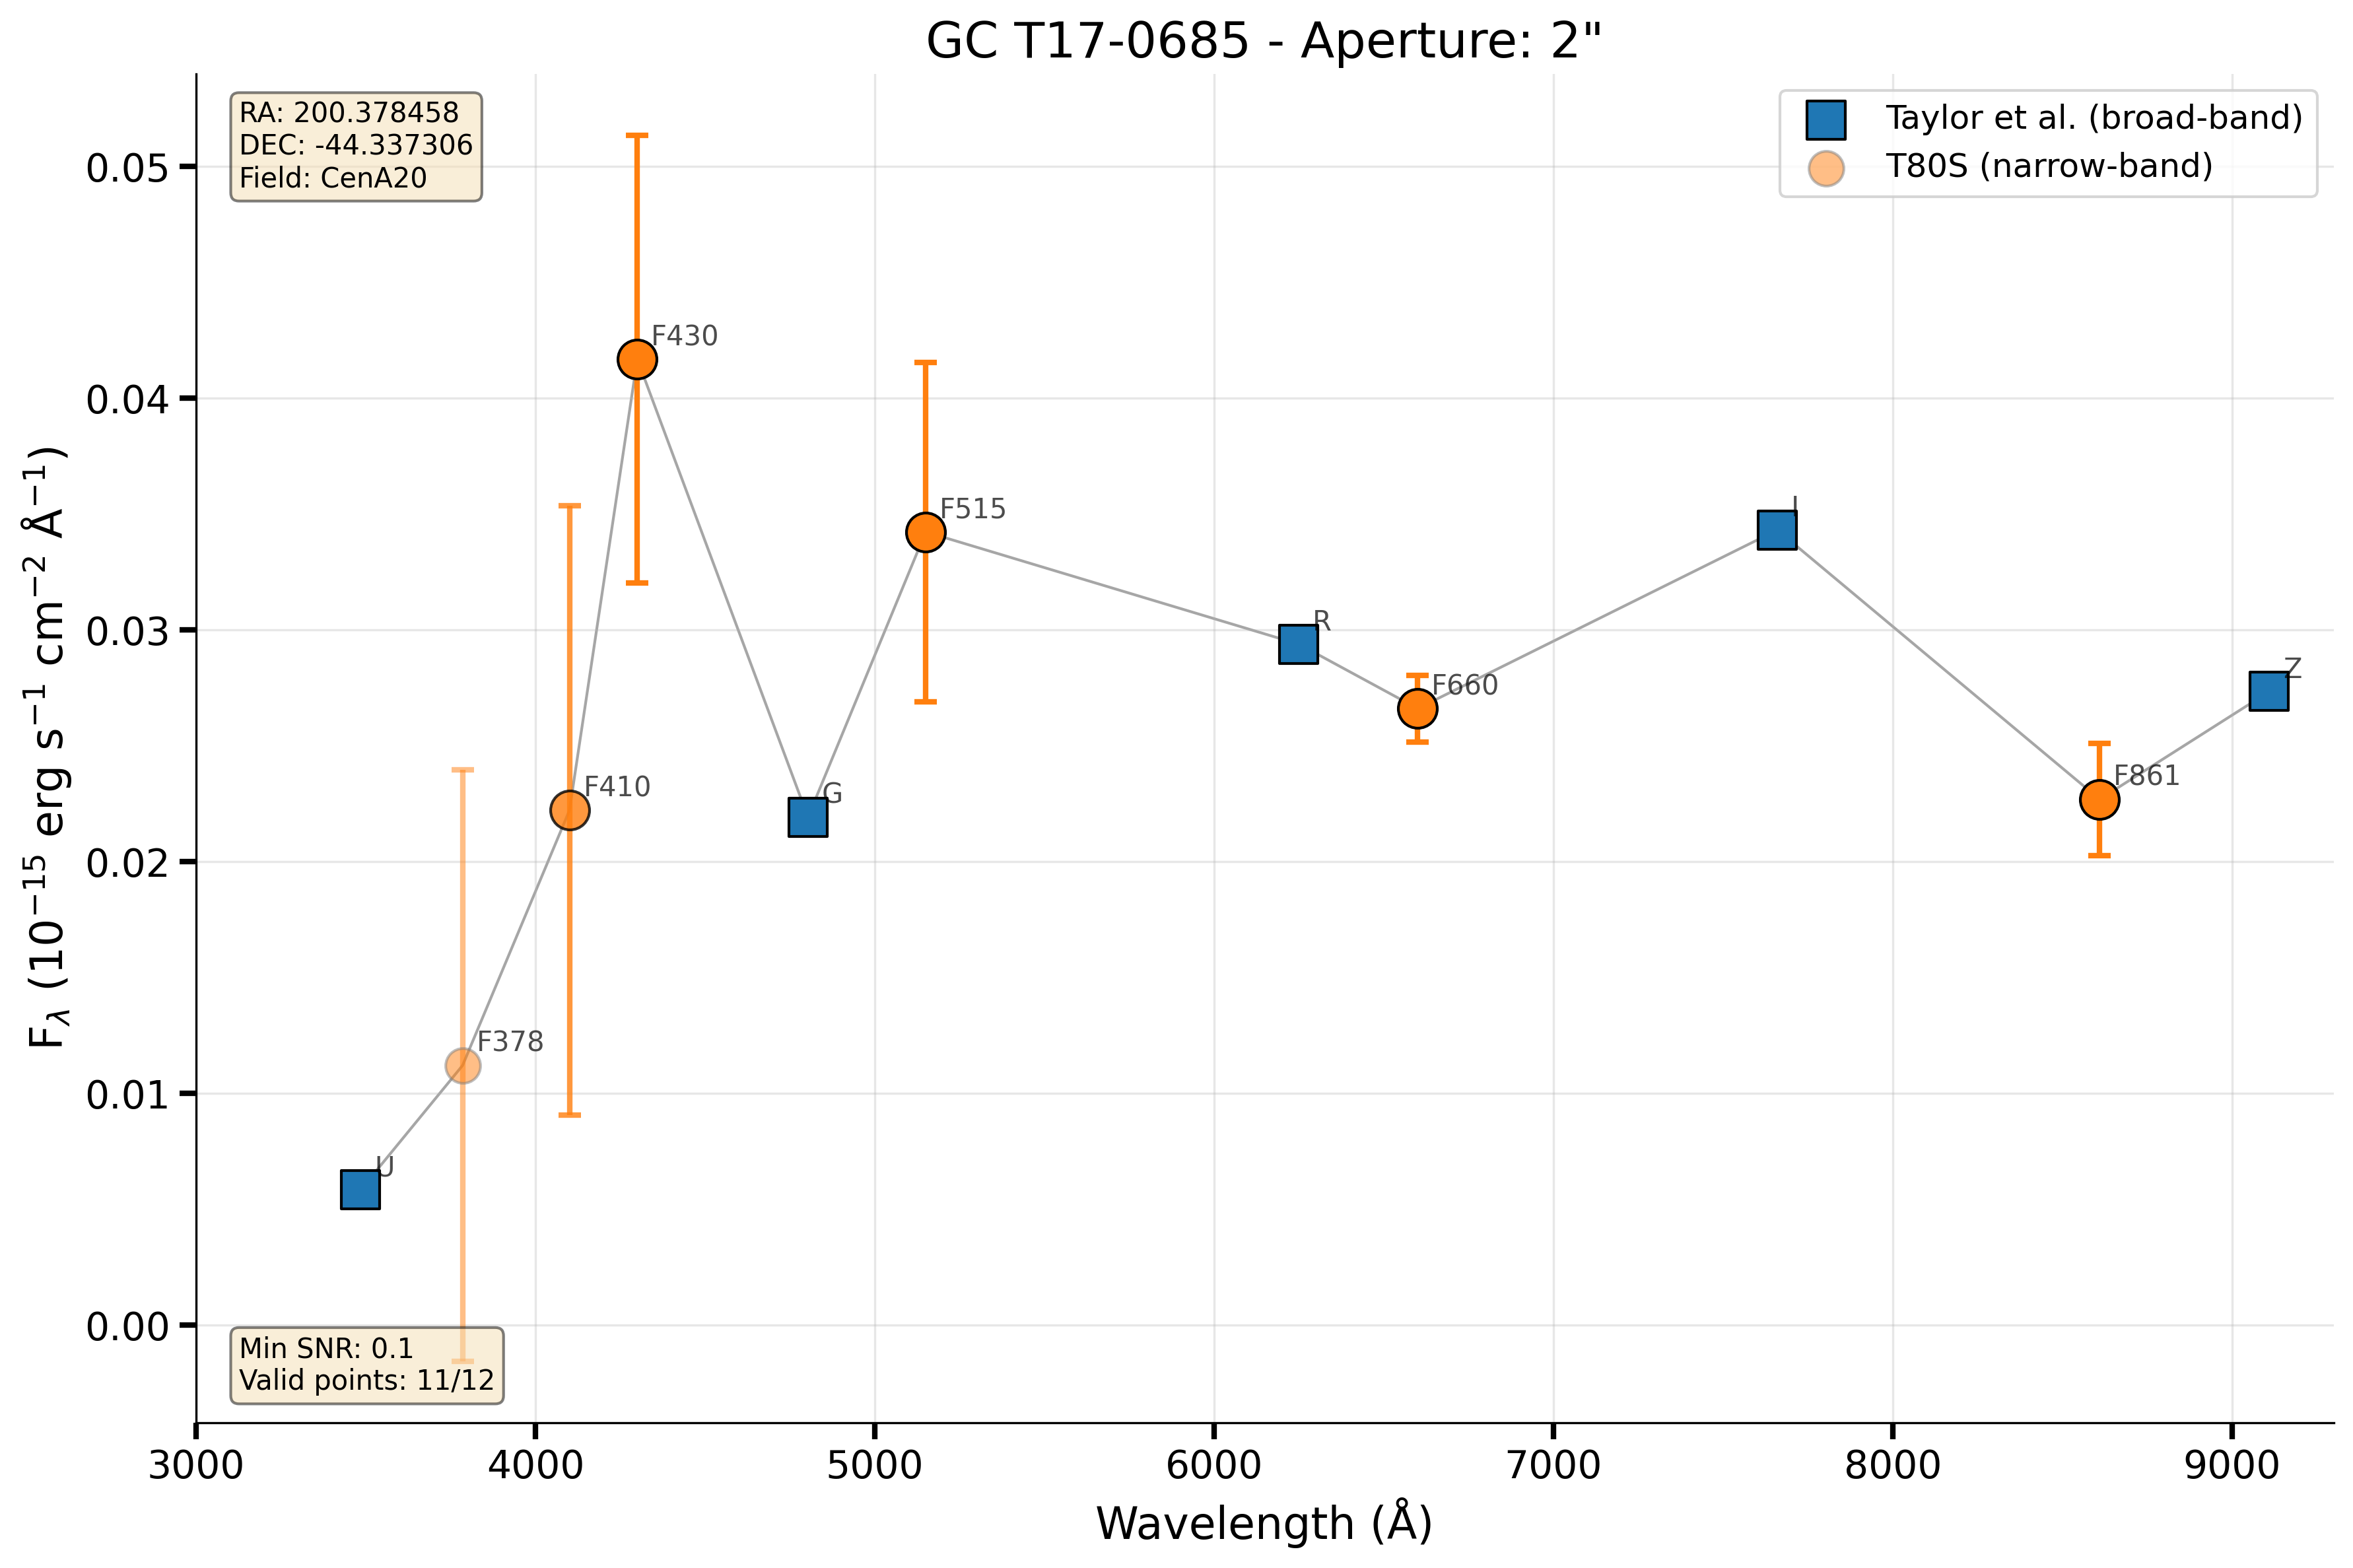 GC T17-0685 - Aperture: 2"
RA: 200.378458
DEC: -44.337306
Field: CenA20
Taylor et al. (broad-band)
T80S (narrow-band)
F_λ (10⁻¹⁵ erg s⁻¹ cm⁻² Å⁻¹)
0.05
0.04
0.03
0.02
0.01
0.00
U
F378
F410
F430
G
F515
R
F660
I
F861
Z
Min SNR: 0.1
Valid points: 11/12
3000 4000 5000 6000 7000 8000 9000
Wavelength (Å)